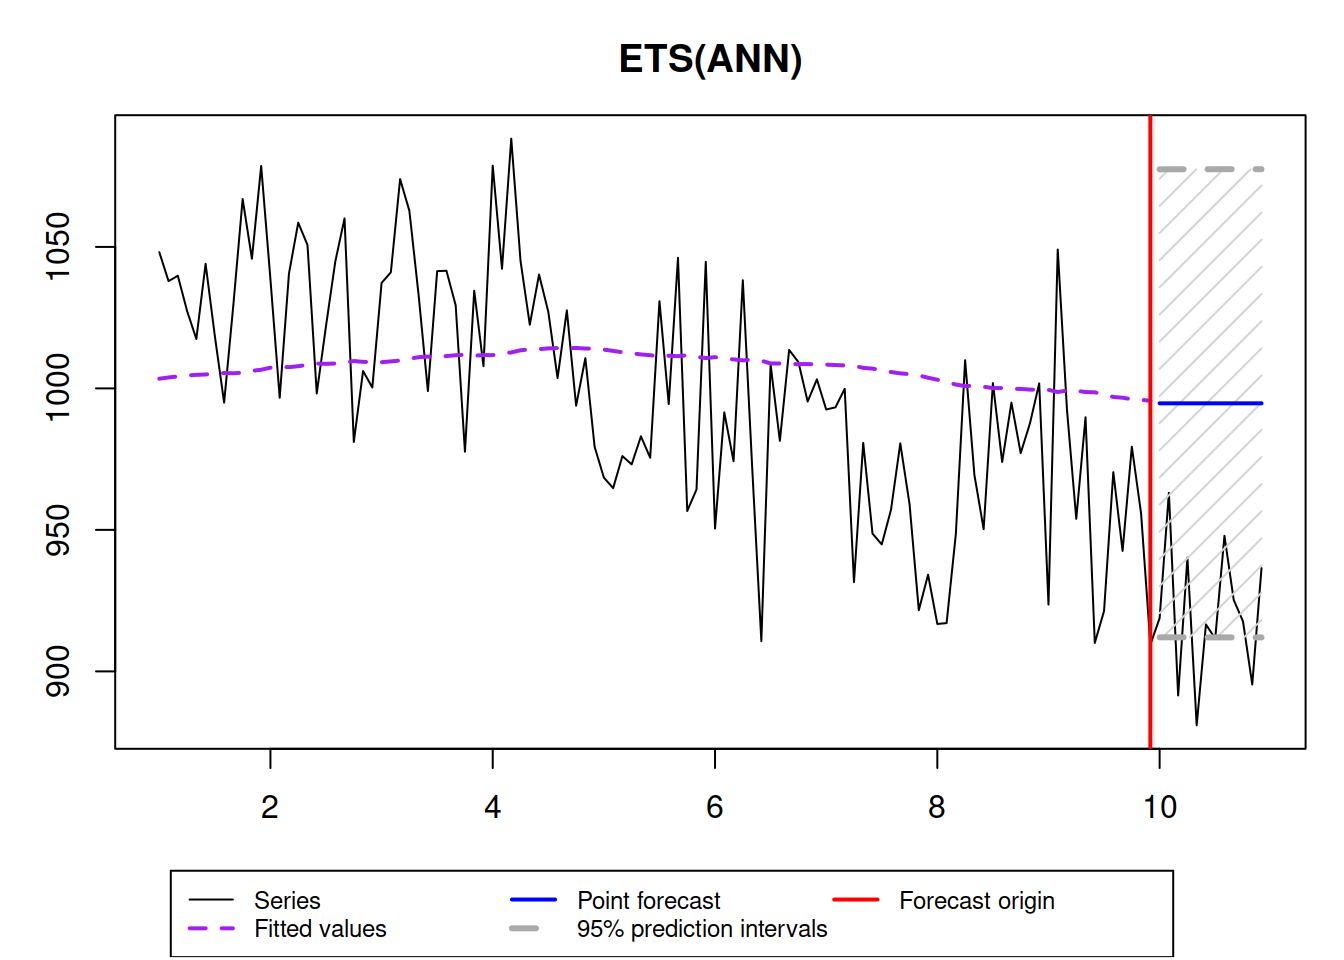 ETS(ANN)
1050
1000
950
900
2 4 6 8 10
Series Point forecast Forecast origin
Fitted values 95% prediction intervals